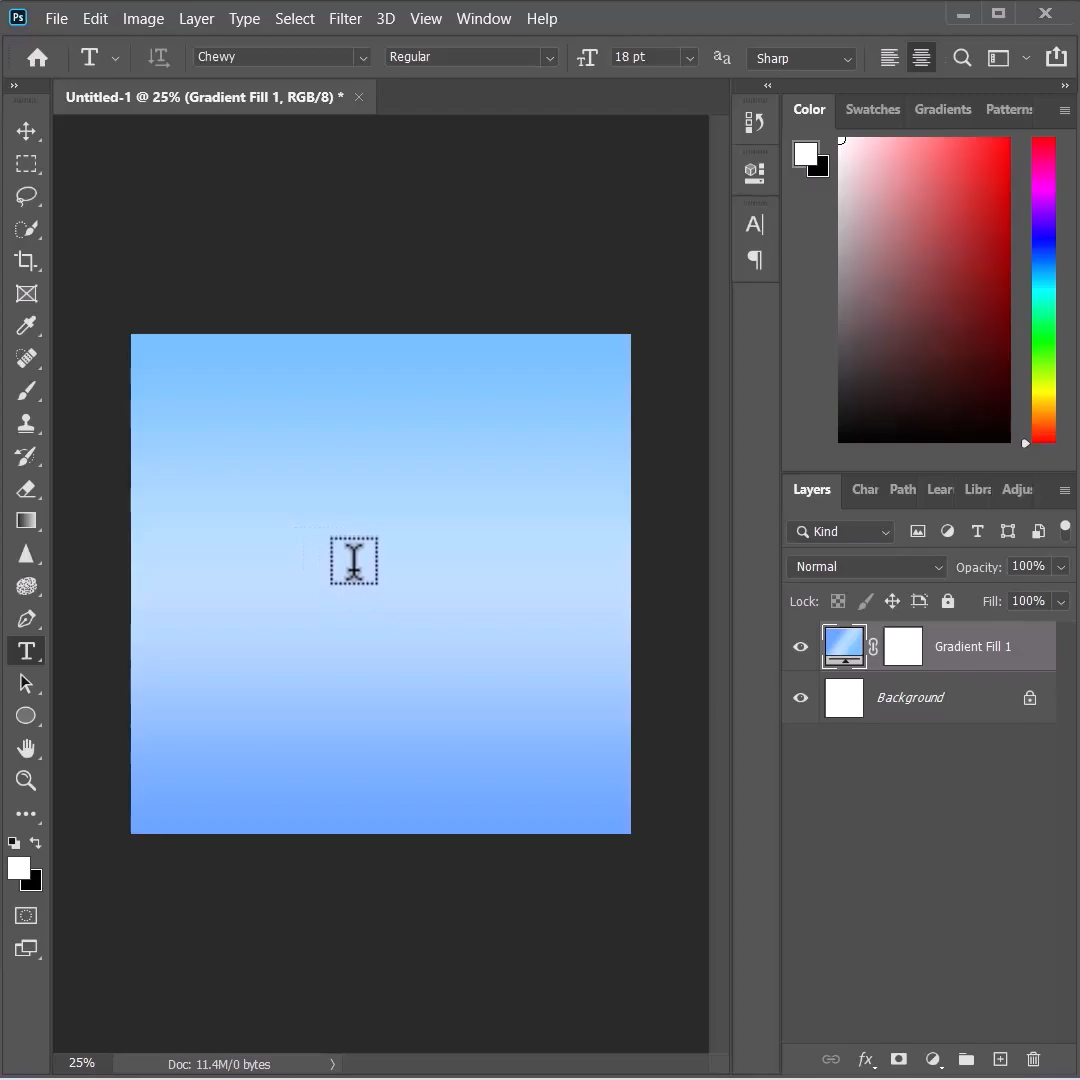 Ps File Edit Image Layer Type Select Filter 3D View Window Help
T Chewy Regular 18 pt Sharp
Untitled-1 @ 25% (Gradient Fill 1, RGB/8) *
Color Swatches Gradients Patterns
Layers Char Path Lear Libra Adjus
Kind
Normal Opacity: 100%
Lock: Fill: 100%
Gradient Fill 1
Background
fx
25% Doc: 11.4M/0 bytes